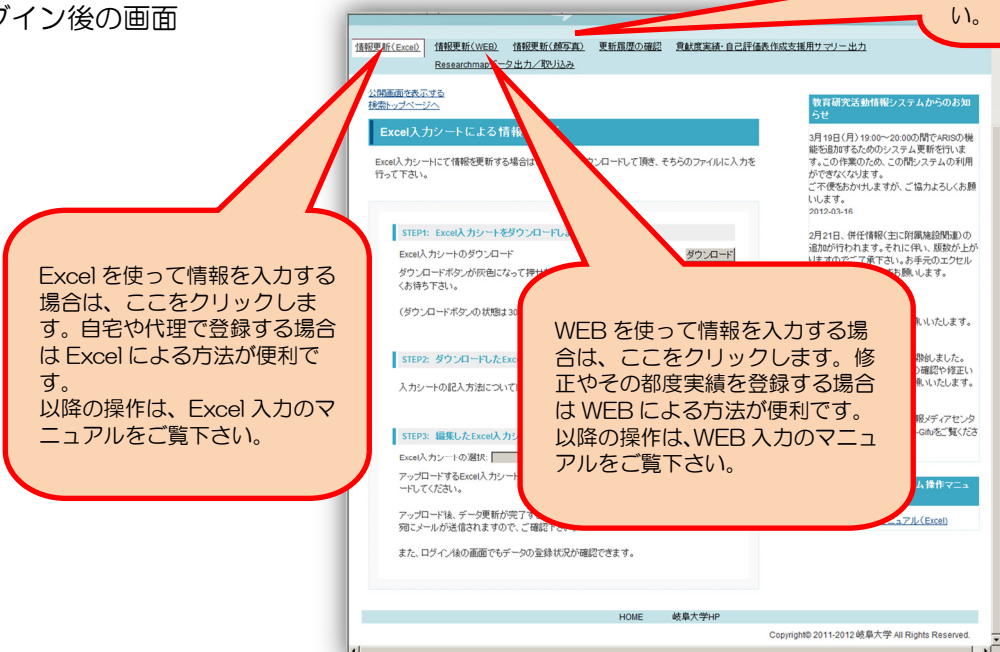 グイン後の画面
い。
情報更新(Excel) 情報更新(WEB) 情報更新(顔写真) 更新履歴の確認 貢献度実績・自己評価表作成支援用サマリー出力
Researchmapデータ出力/取り込み
公開画面を表示する
検索トップページへ
Excel入力シートによる情報
Excel入力シートにて情報を更新する場合は
ウンロードして頂き、そちらのファイルに入力を
行って下さい。
STEP1: Excel入力シートをダウンロードしま
Excel入力シートのダウンロード
ダウンロード
ダウンロードボタンが灰色になって押せ
くお待ち下さい。
(ダウンロードボタンの状態は30
STEP2: ダウンロードしたExc
入力シートの記入方法について
STEP3: 編集したExcel入力シ
Excel入力シートの選択:
アップロードするExcel入力シート
ードしてください。
アップロード後、データ更新が完了す
宛にメールが送信されますので、ご確認下さい
また、ログイン後の画面でもデータの登録状況が確認できます。
教育研究活動情報システムからのお知
らせ
3月19日(月)19:00～20:00の間でARISの機
能を追加するためのシステム更新を行いま
す。この作業のため、この間システムの利用
ができなくなります。
ご不便をおかけしますが、ご協力よろしくお願
いします。
2012-03-16
2月21日、併任情報(主に附属施設関連)の
追加が行われます。それに伴い、版数が上が
りますのでご了承下さい。お手元のエクセル
お願いします。
願いいたします。
開始しました。
の確認や修正い
願いいたします。
報メディアセンタ
-Gifuをご覧くださ
ム操作マニュ
ニュアル(Excel)
Excel を使って情報を入力する
場合は、ここをクリックしま
す。自宅や代理で登録する場合
は Excel による方法が便利で
す。
以降の操作は、Excel 入力のマ
ニュアルをご覧下さい。
WEB を使って情報を入力する場
合は、ここをクリックします。修
正やその都度実績を登録する場合
は WEB による方法が便利です。
以降の操作は、WEB 入力のマニュ
アルをご覧下さい。
HOME 岐阜大学HP
Copyright© 2011-2012 岐阜大学 All Rights Reserved.